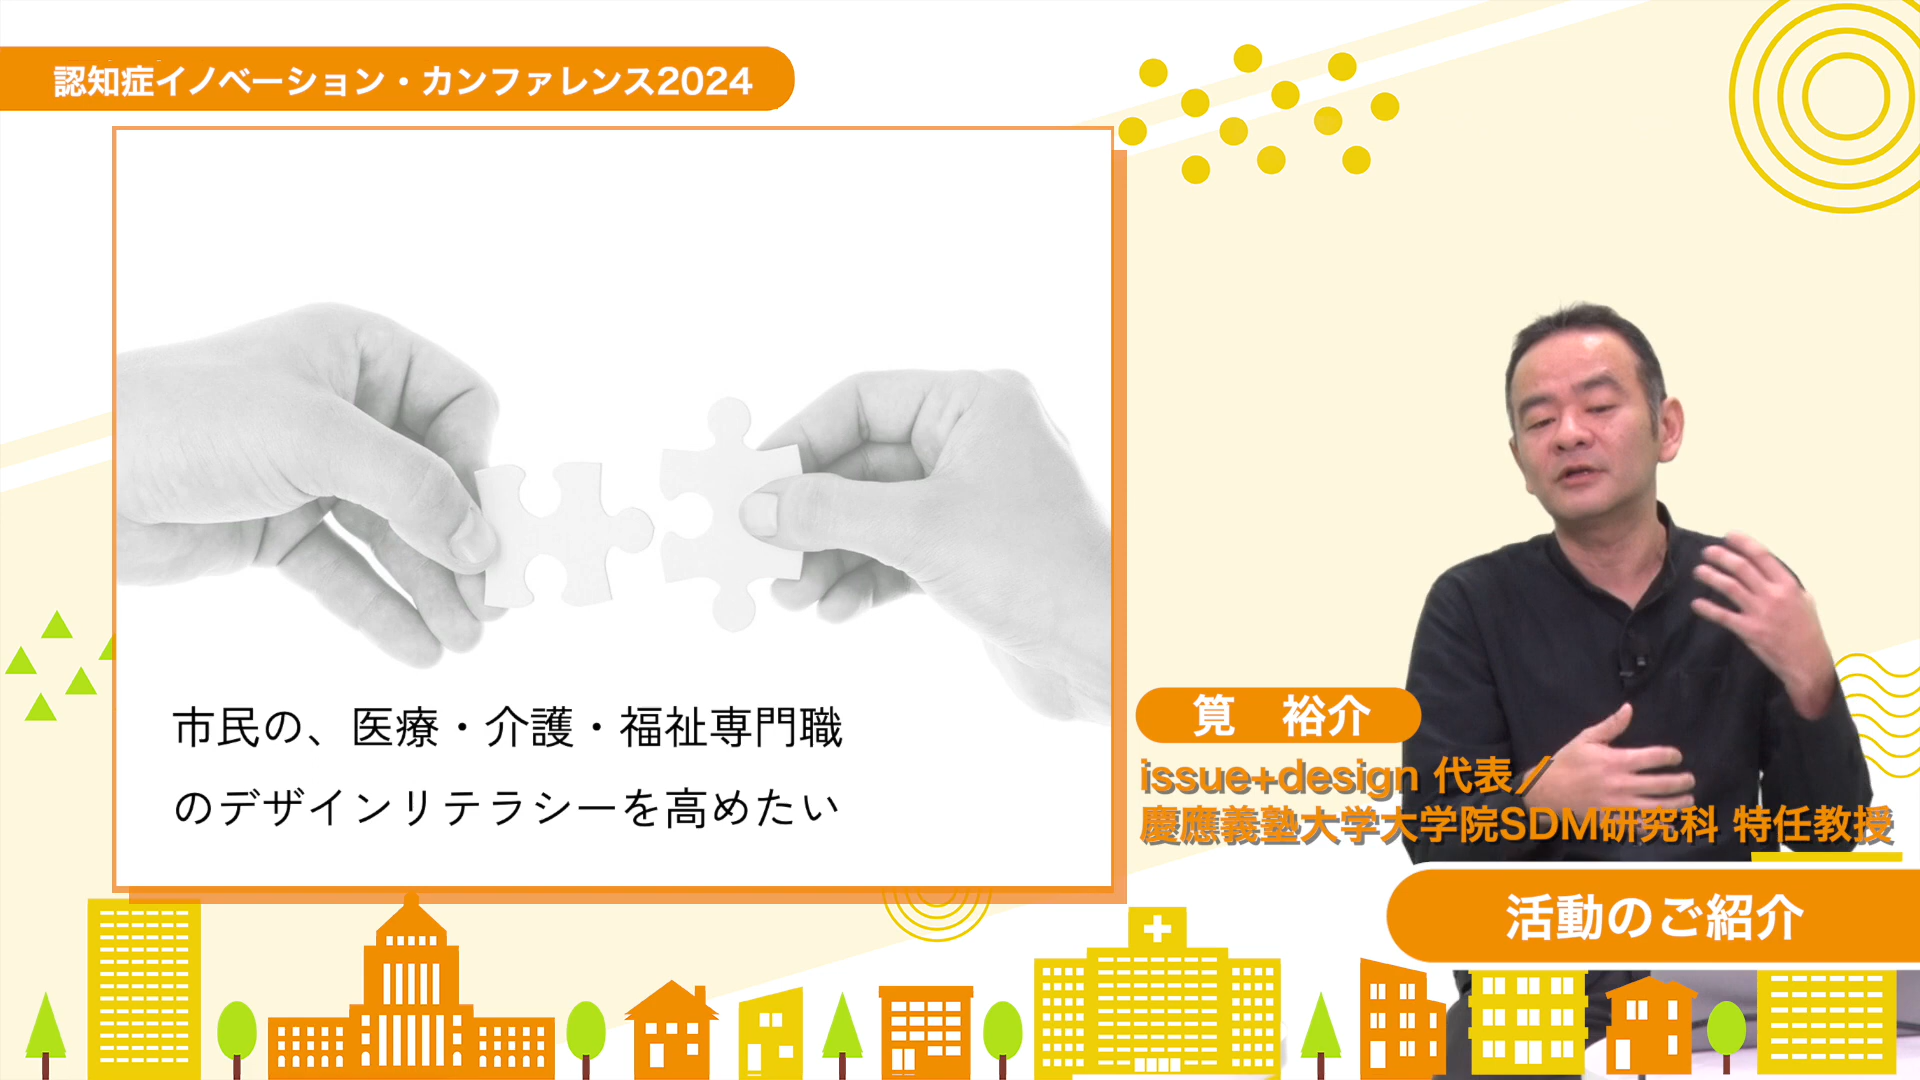 認知症イノベーション・カンファレンス2024
市民の、医療・介護・福祉専門職
のデザインリテラシーを高めたい
筧　裕介
issue+design 代表／
慶應義塾大学大学院SDM研究科 特任教授
活動のご紹介